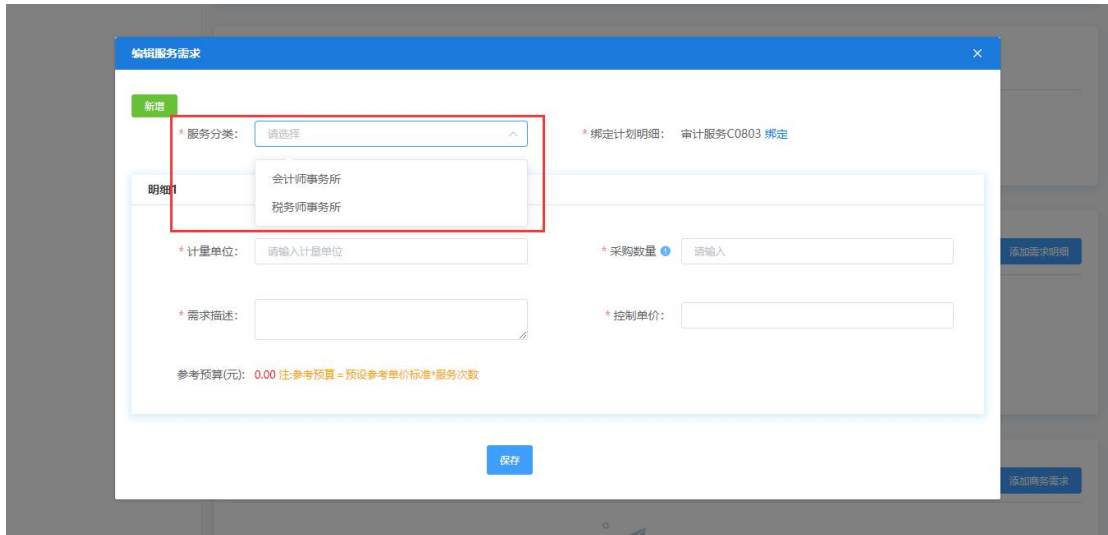 编辑服务需求
新增
* 服务分类: 请选择 * 绑定计划明细: 审计服务C0803 绑定
会计师事务所
明细1
税务师事务所
* 计量单位: 请输入计量单位 * 采购数量 请输入
添加需求明细
* 需求描述: * 控制单价:
参考预算(元): 0.00 注:参考预算=预设参考单价标准*服务次数
保存
添加商务需求